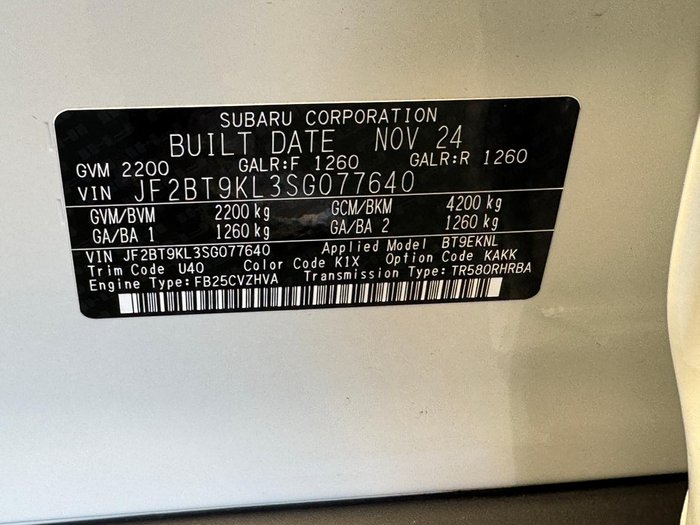 SUBARU CORPORATION
BUILT DATE NOV 24
GVM 2200 GALR:F 1260 GALR:R 1260
VIN JF2BT9KL3SG077640
GVM/BVM 2200 kg GCM/BKM 4200 kg
GA/BA 1 1260 kg GA/BA 2 1260 kg
VIN JF2BT9KL3SG077640 Applied Model BT9EKNL
Trim Code U40 Color Code K1X Option Code KAKK
Engine Type:FB25CVZHVA Transmission Type:TR580RHRBA